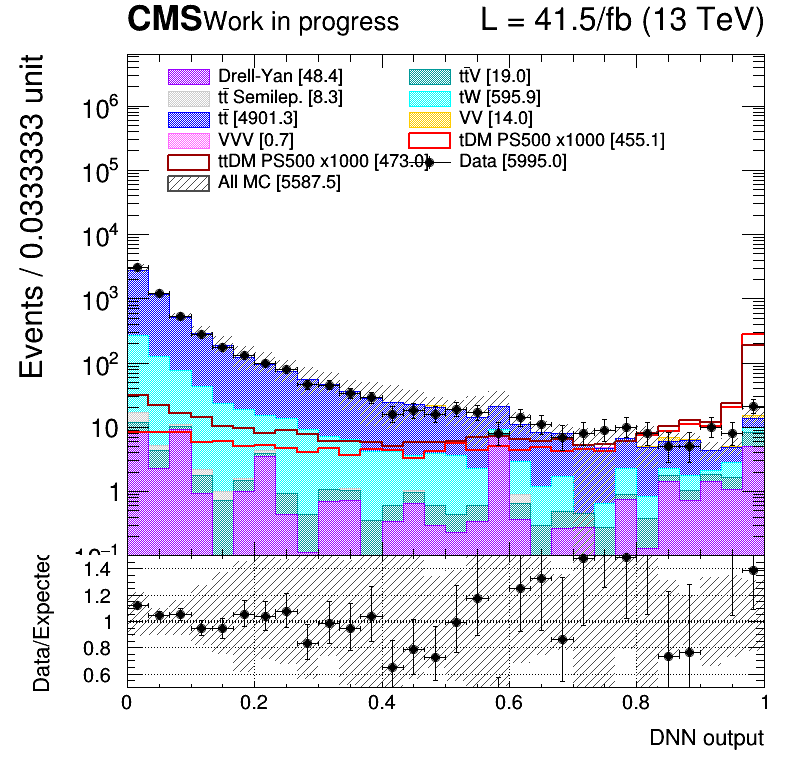 CMS Work in progress L = 41.5/fb (13 TeV)
Events / 0.0333333 unit
Drell-Yan [48.4] tt̄V [19.0]
tt̄ Semilep. [8.3] tW [595.9]
tt̄ [4901.3] VV [14.0]
VVV [0.7] tDM PS500 x1000 [455.1]
ttDM PS500 x1000 [473.0] Data [5995.0]
All MC [5587.5]
10⁶
10⁵
10⁴
10³
10²
10
1
10⁻¹
Data/Expected
1.4
1.2
1
0.8
0.6
0 0.2 0.4 0.6 0.8 1
DNN output